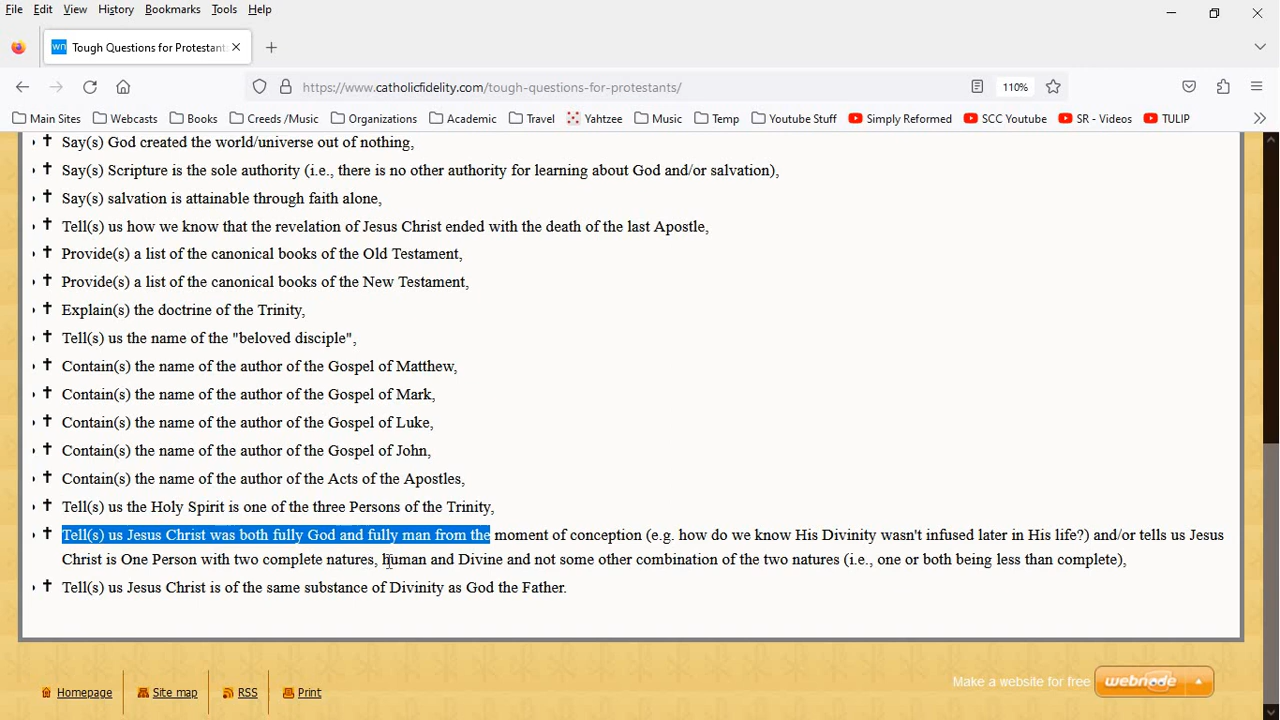 File Edit View History Bookmarks Tools Help
wn Tough Questions for Protestant
https://www.catholicfidelity.com/tough-questions-for-protestants/ 110%
Main Sites Webcasts Books Creeds /Music Organizations Academic Travel Yahtzee Music Temp Youtube Stuff Simply Reformed SCC Youtube SR - Videos TULIP
Say(s) God created the world/universe out of nothing,
Say(s) Scripture is the sole authority (i.e., there is no other authority for learning about God and/or salvation),
Say(s) salvation is attainable through faith alone,
Tell(s) us how we know that the revelation of Jesus Christ ended with the death of the last Apostle,
Provide(s) a list of the canonical books of the Old Testament,
Provide(s) a list of the canonical books of the New Testament,
Explain(s) the doctrine of the Trinity,
Tell(s) us the name of the "beloved disciple",
Contain(s) the name of the author of the Gospel of Matthew,
Contain(s) the name of the author of the Gospel of Mark,
Contain(s) the name of the author of the Gospel of Luke,
Contain(s) the name of the author of the Gospel of John,
Contain(s) the name of the author of the Acts of the Apostles,
Tell(s) us the Holy Spirit is one of the three Persons of the Trinity,
Tell(s) us Jesus Christ was both fully God and fully man from the moment of conception (e.g. how do we know His Divinity wasn't infused later in His life?) and/or tells us Jesus
Christ is One Person with two complete natures, human and Divine and not some other combination of the two natures (i.e., one or both being less than complete),
Tell(s) us Jesus Christ is of the same substance of Divinity as God the Father.
Homepage Site map RSS Print
Make a website for free webnode